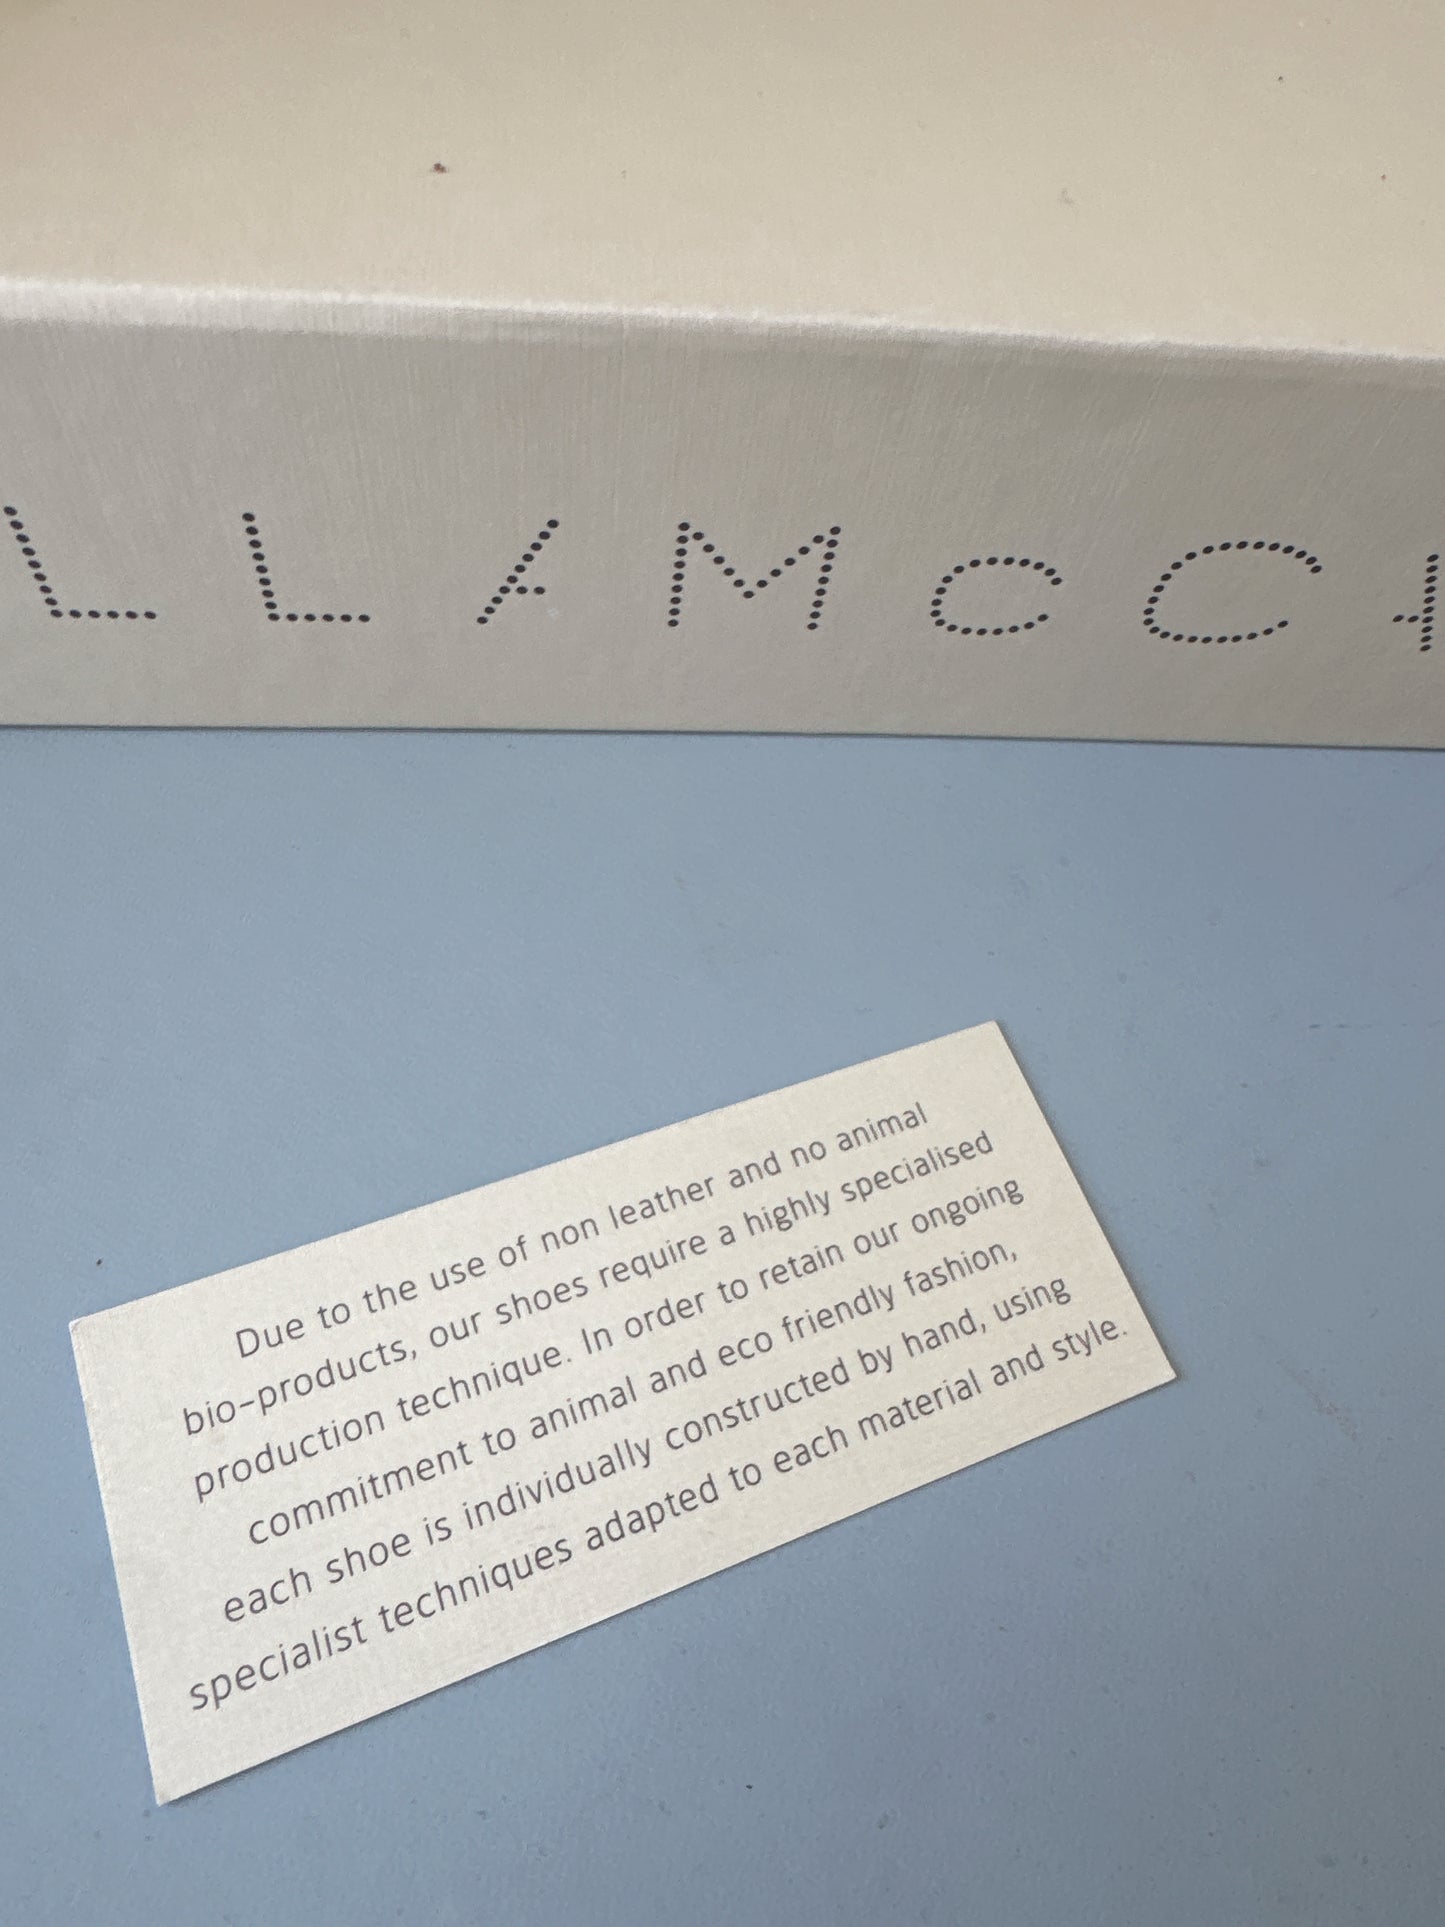 LLAMcCA
Due to the use of non leather and no animal
bio-products, our shoes require a highly specialised
production technique. In order to retain our ongoing
commitment to animal and eco friendly fashion,
each shoe is individually constructed by hand, using
specialist techniques adapted to each material and style.